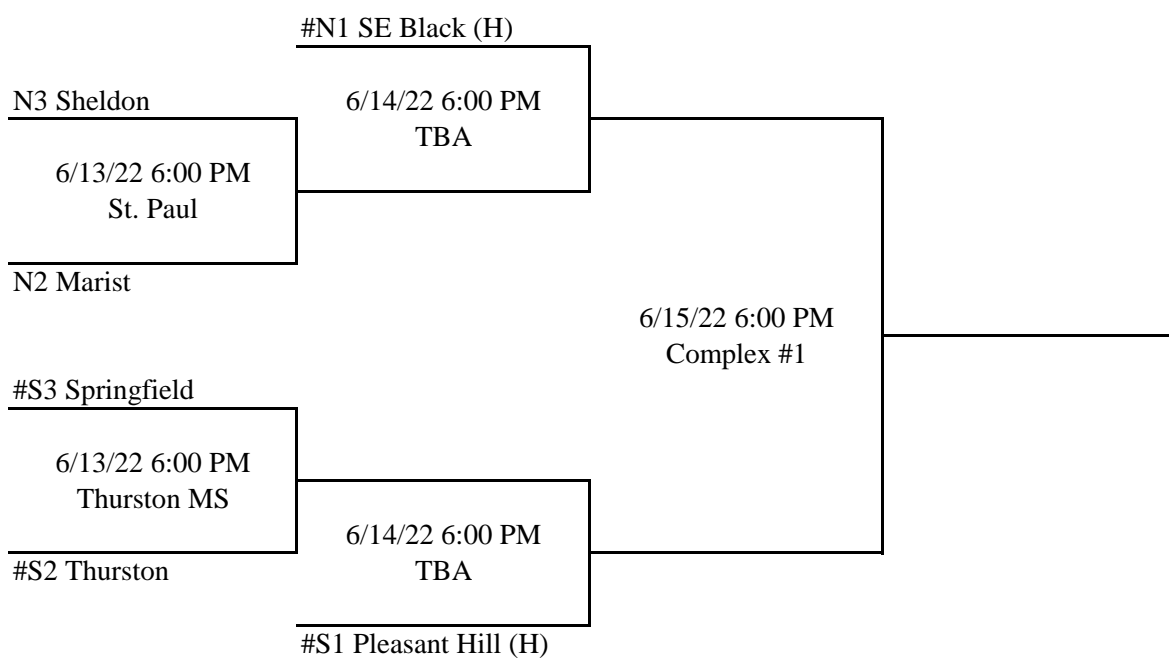 #N1 SE Black (H)
N3 Sheldon
6/14/22 6:00 PM
TBA
6/13/22 6:00 PM
St. Paul
N2 Marist
6/15/22 6:00 PM
Complex #1
#S3 Springfield
6/13/22 6:00 PM
Thurston MS
6/14/22 6:00 PM
TBA
#S2 Thurston
#S1 Pleasant Hill (H)